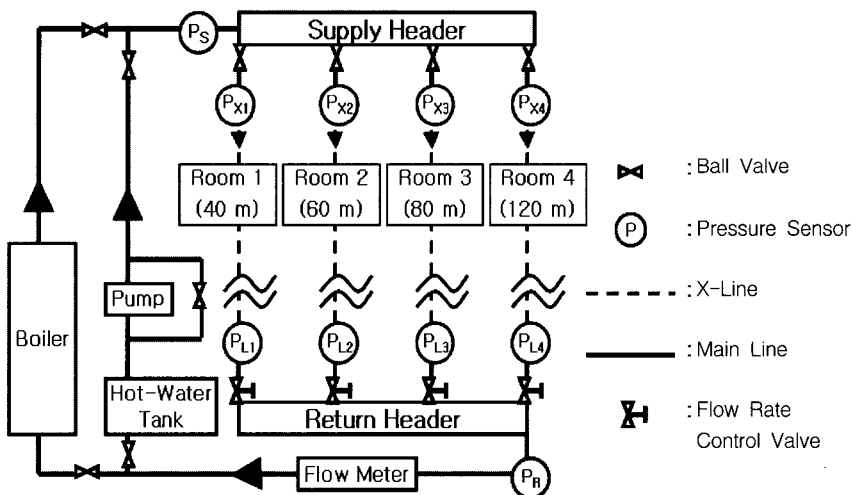 P_S
Supply Header
P_X1 P_X2 P_X3 P_X4
Room 1 Room 2 Room 3 Room 4
(40 m) (60 m) (80 m) (120 m)
: Ball Valve
P : Pressure Sensor
Pump
: X-Line
Boiler
P_L1 P_L2 P_L3 P_L4
: Main Line
Hot-Water
Tank
Return Header
: Flow Rate
Control Valve
Flow Meter
P_R